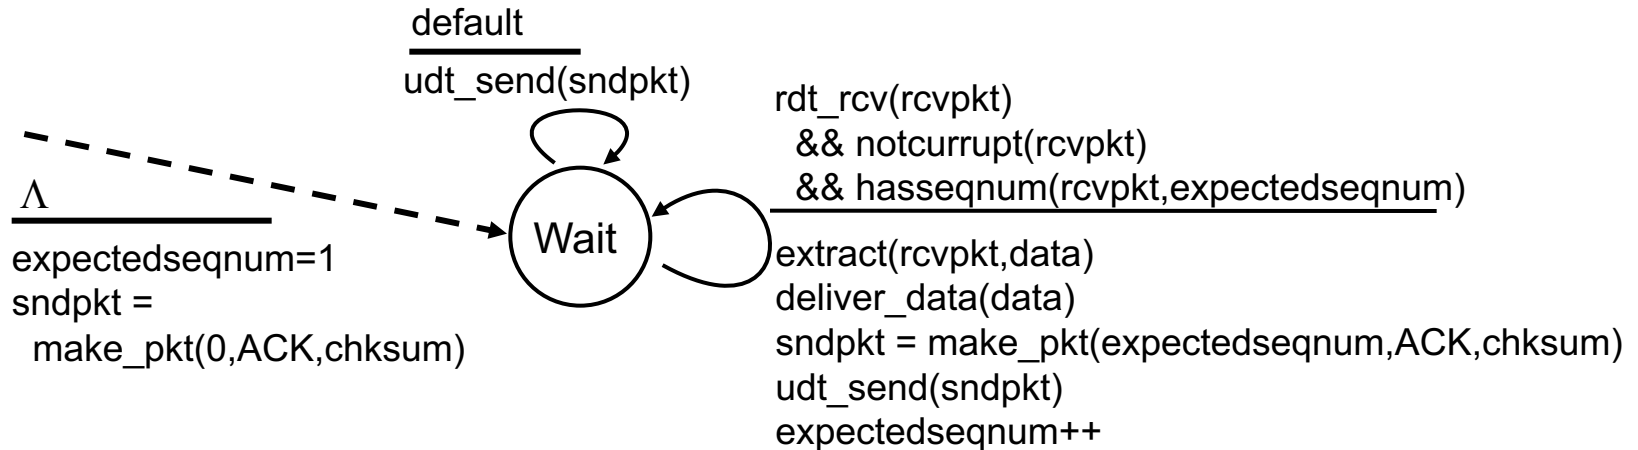 default
udt_send(sndpkt)
Λ
expectedseqnum=1
sndpkt =
make_pkt(0,ACK,chksum)
Wait
rdt_rcv(rcvpkt)
&& notcurrupt(rcvpkt)
&& hasseqnum(rcvpkt,expectedseqnum)
extract(rcvpkt,data)
deliver_data(data)
sndpkt = make_pkt(expectedseqnum,ACK,chksum)
udt_send(sndpkt)
expectedseqnum++